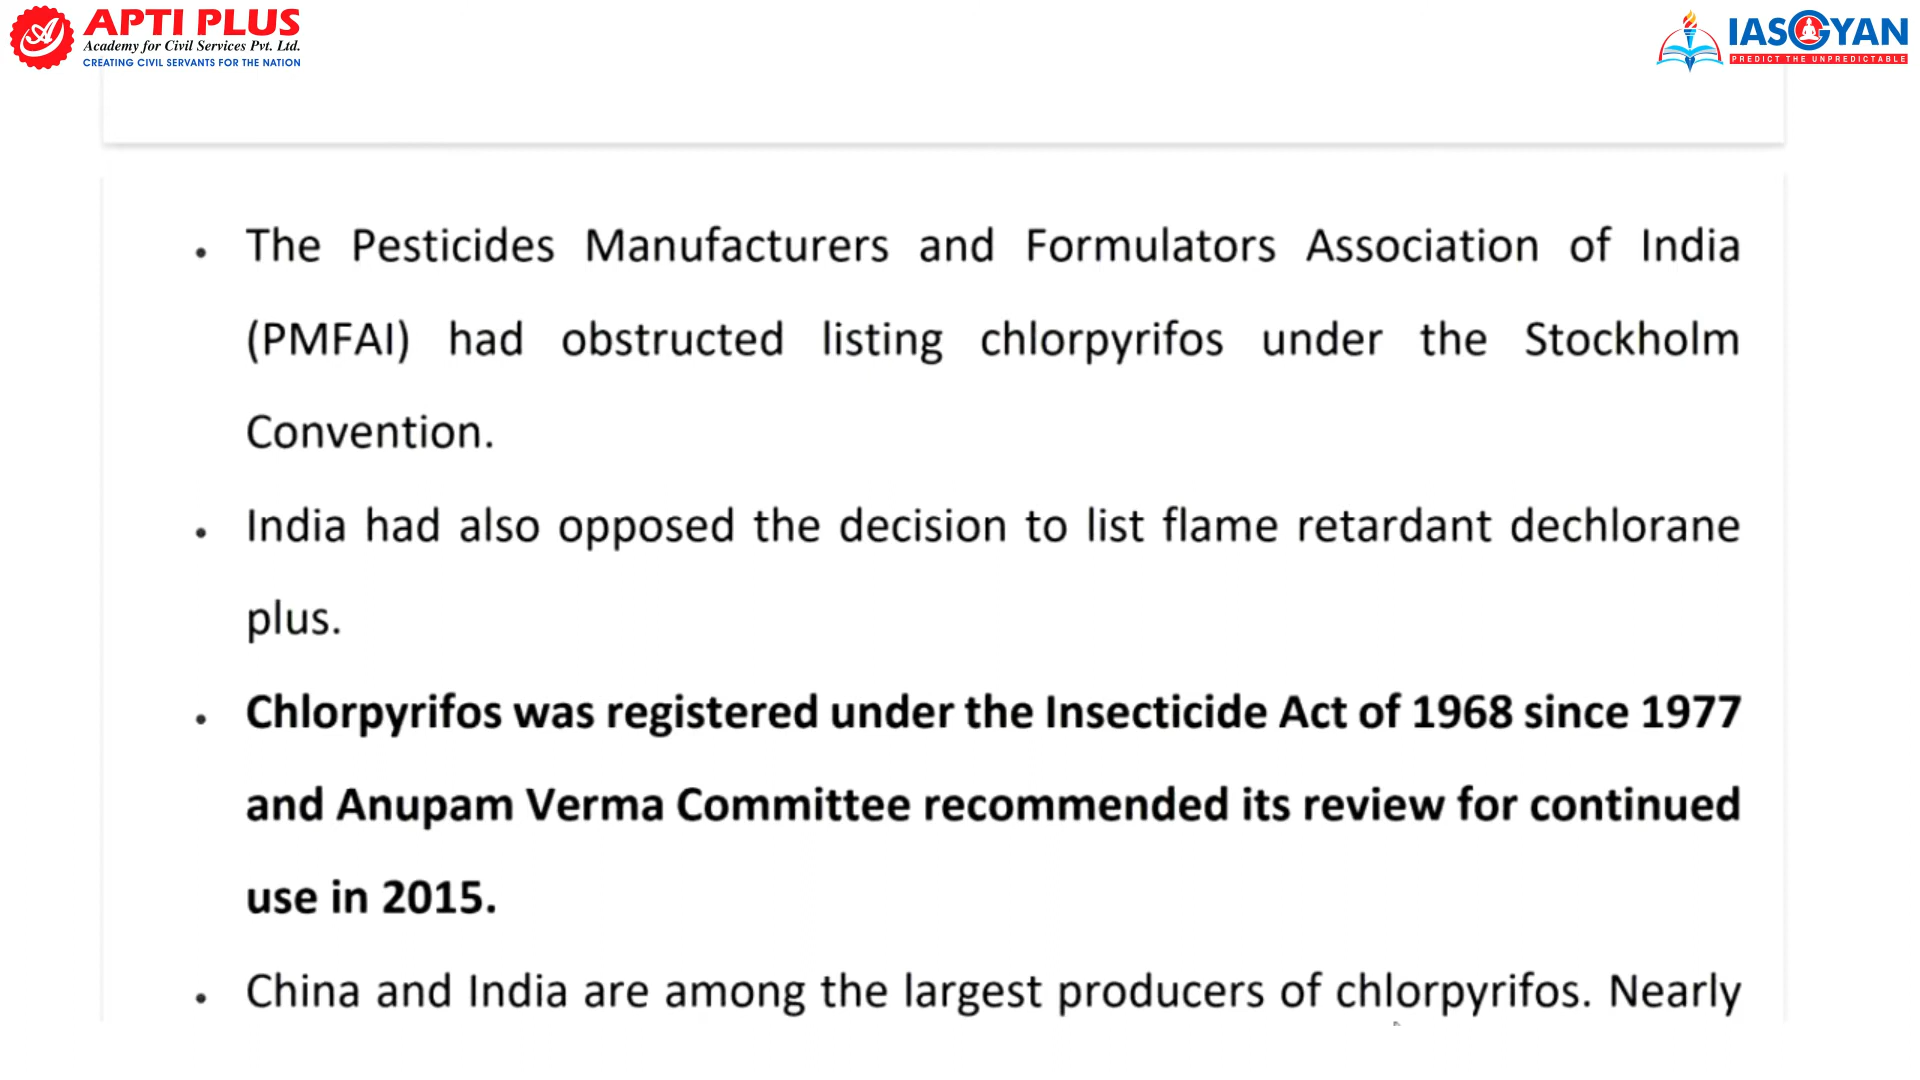 APTI PLUS
Academy for Civil Services Pvt. Ltd.
CREATING CIVIL SERVANTS FOR THE NATION
IASGYAN
PREDICT THE UNPREDICTABLE
• The Pesticides Manufacturers and Formulators Association of India
(PMFAI) had obstructed listing chlorpyrifos under the Stockholm
Convention.
• India had also opposed the decision to list flame retardant dechlorane
plus.
• Chlorpyrifos was registered under the Insecticide Act of 1968 since 1977
and Anupam Verma Committee recommended its review for continued
use in 2015.
• China and India are among the largest producers of chlorpyrifos. Nearly